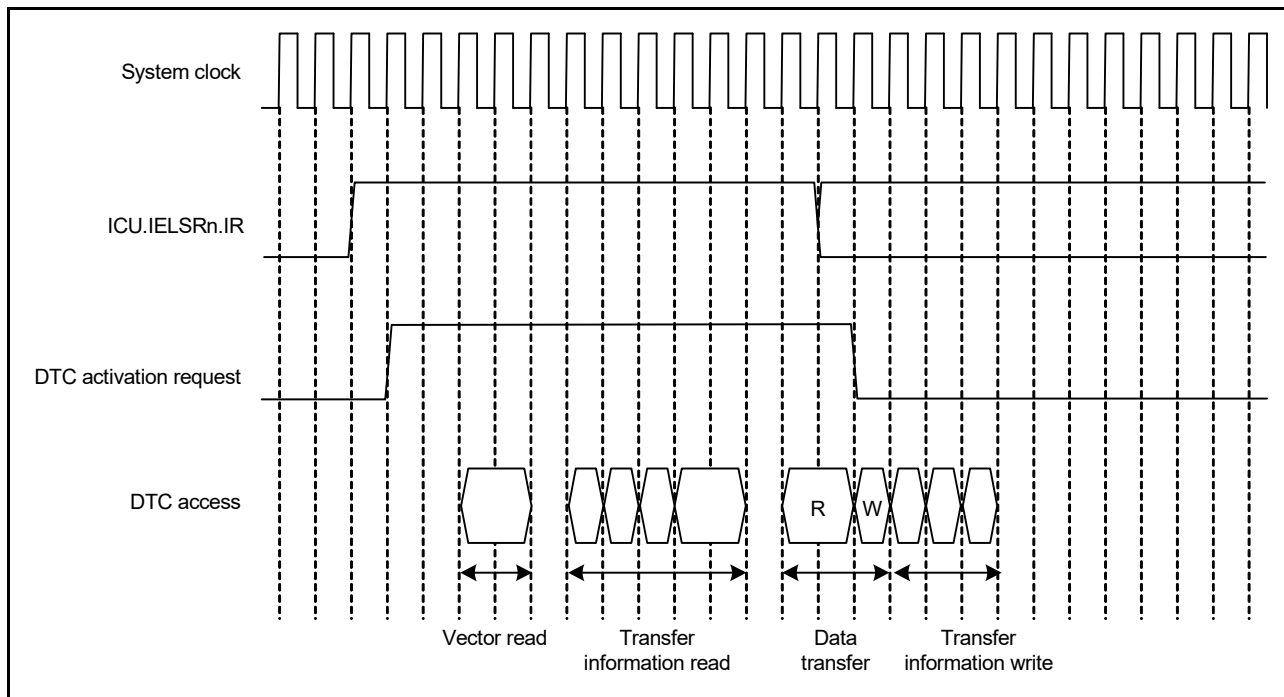 System clock
ICU.IELSRn.IR
DTC activation request
DTC access
R
W
Vector read
Transfer
information read
Data
transfer
Transfer
information write